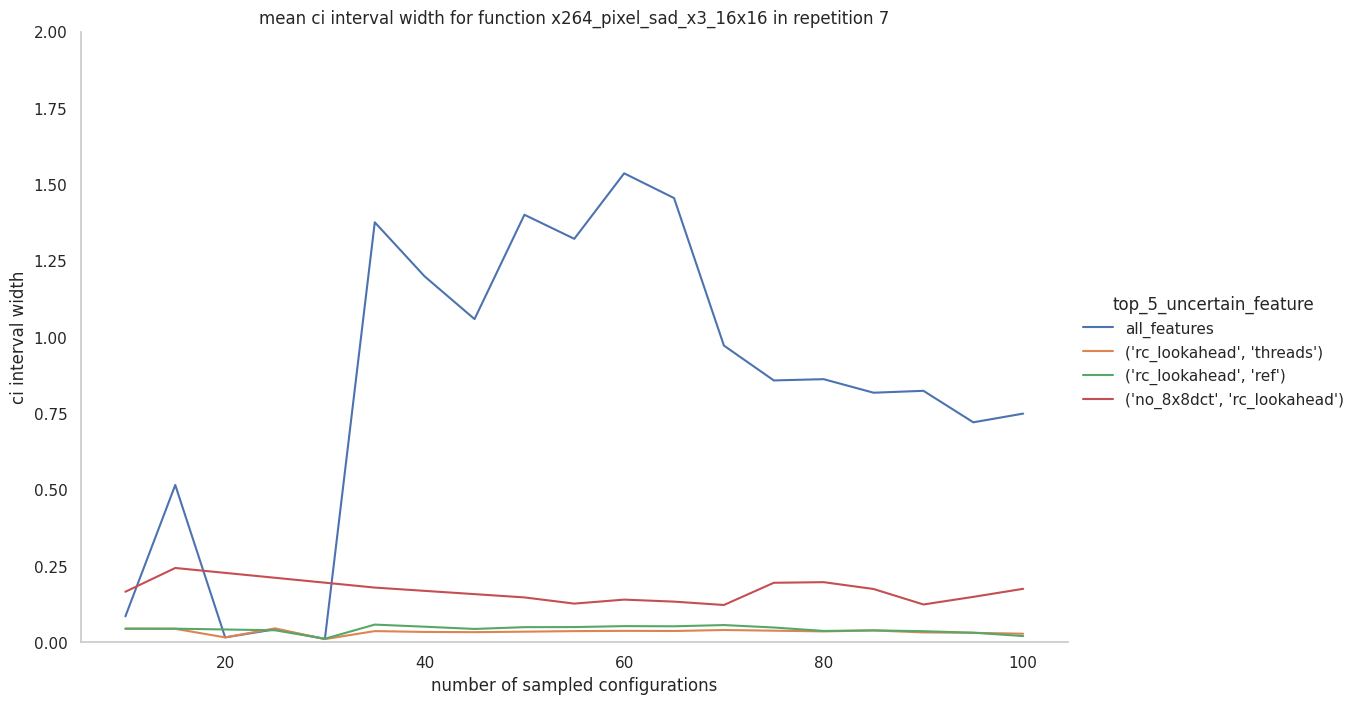 mean ci interval width for function x264_pixel_sad_x3_16x16 in repetition 7
2.00
1.75
1.50
1.25
1.00
0.75
0.50
0.25
0.00
ci interval width
20
40
60
80
100
number of sampled configurations
top_5_uncertain_feature
all_features
('rc_lookahead', 'threads')
('rc_lookahead', 'ref')
('no_8x8dct', 'rc_lookahead')